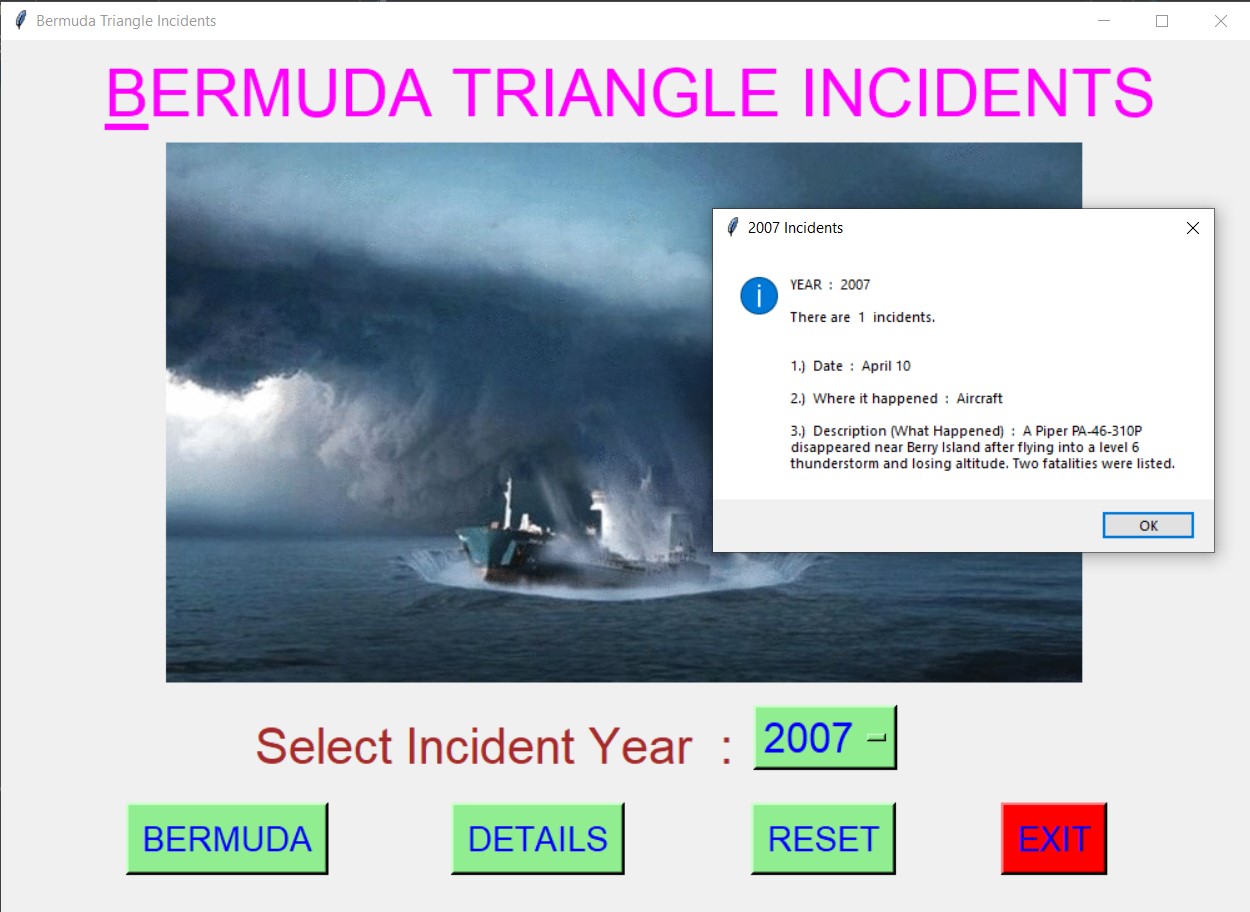 Bermuda Triangle Incidents
BERMUDA TRIANGLE INCIDENTS
2007 Incidents
YEAR : 2007
There are 1 incidents.
1.) Date : April 10
2.) Where it happened : Aircraft
3.) Description (What Happened) : A Piper PA-46-310P
disappeared near Berry Island after flying into a level 6
thunderstorm and losing altitude. Two fatalities were listed.
OK
Select Incident Year : 2007
BERMUDA DETAILS RESET EXIT